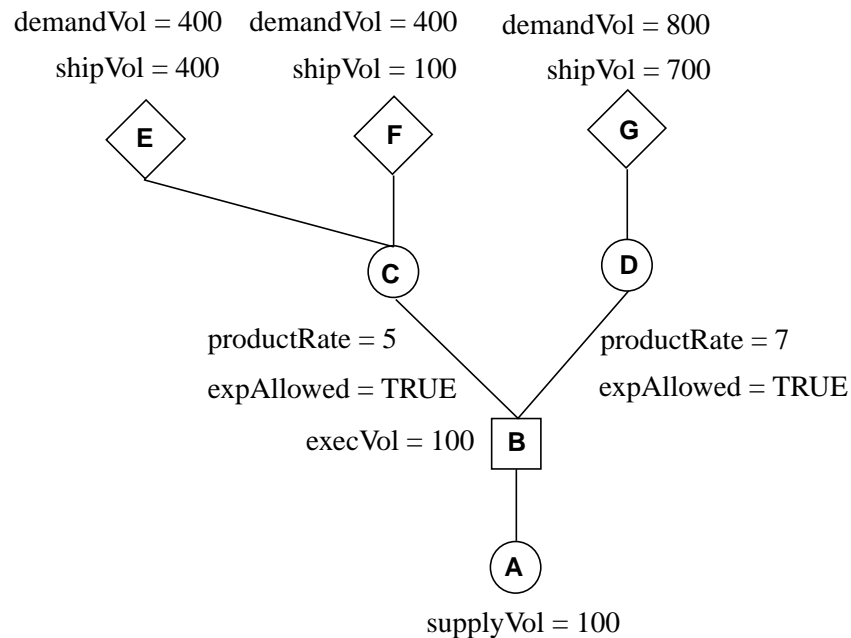 demandVol = 400 demandVol = 400 demandVol = 800
shipVol = 400 shipVol = 100 shipVol = 700
E F G
C D
productRate = 5 productRate = 7
expAllowed = TRUE expAllowed = TRUE
execVol = 100 B
A
supplyVol = 100